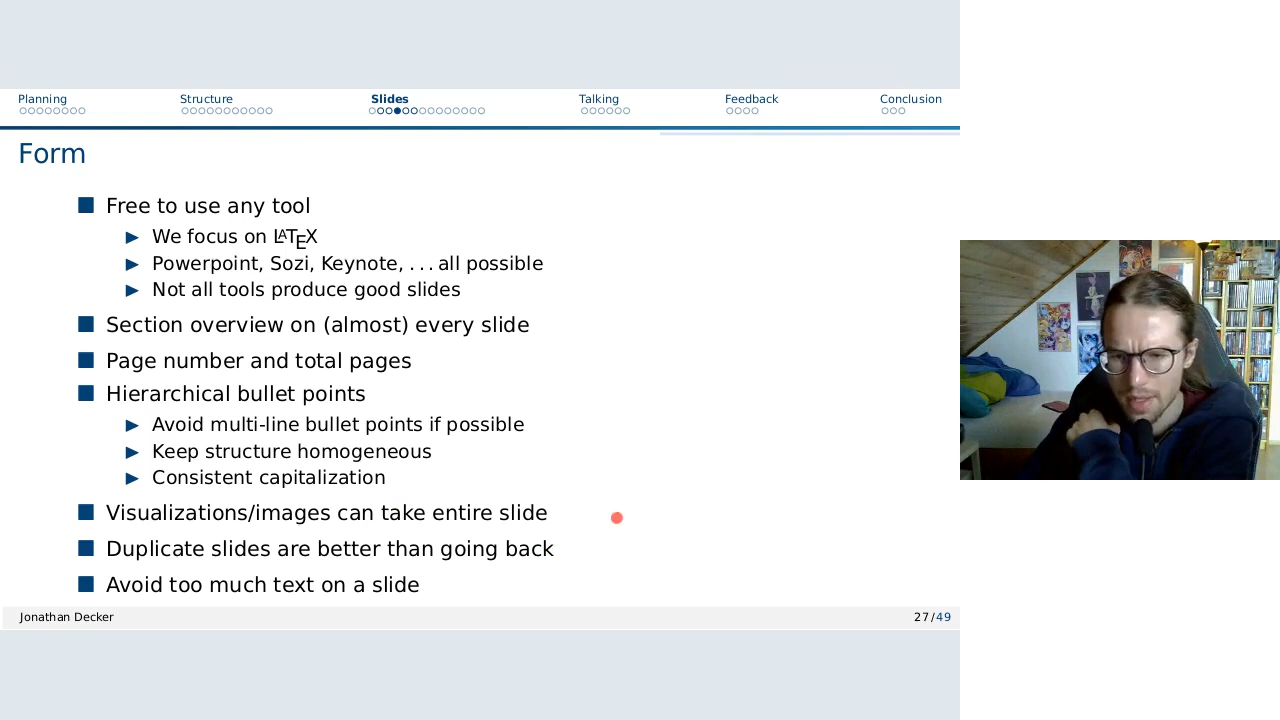 Planning Structure Slides Talking Feedback Conclusion
Form
Free to use any tool
We focus on LATEX
Powerpoint, Sozi, Keynote, ... all possible
Not all tools produce good slides
Section overview on (almost) every slide
Page number and total pages
Hierarchical bullet points
Avoid multi-line bullet points if possible
Keep structure homogeneous
Consistent capitalization
Visualizations/images can take entire slide
Duplicate slides are better than going back
Avoid too much text on a slide
Jonathan Decker 27/49